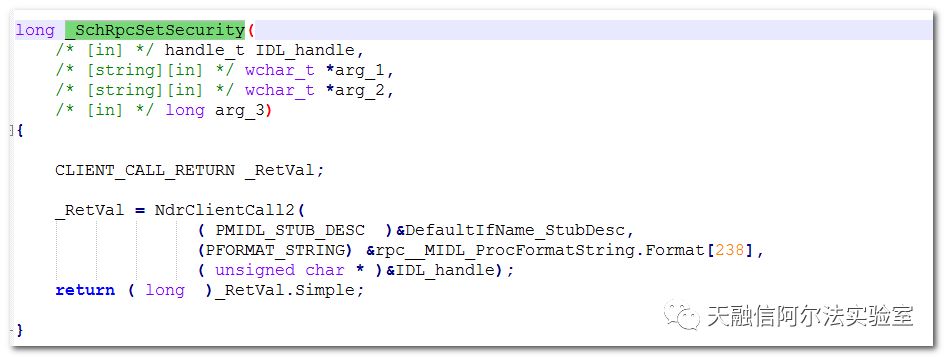 long _SchRpcSetSecurity(
/* [in] */ handle_t IDL_handle,
/* [string][in] */ wchar_t *arg_1,
/* [string][in] */ wchar_t *arg_2,
/* [in] */ long arg_3)
{
CLIENT_CALL_RETURN _RetVal;
_RetVal = NdrClientCall2(
( PMIDL_STUB_DESC )&DefaultIfName_StubDesc,
(PFORMAT_STRING) &rpc__MIDL_ProcFormatString.Format[238],
( unsigned char * )&IDL_handle);
return ( long )_RetVal.Simple;
}
天融信阿尔法实验室